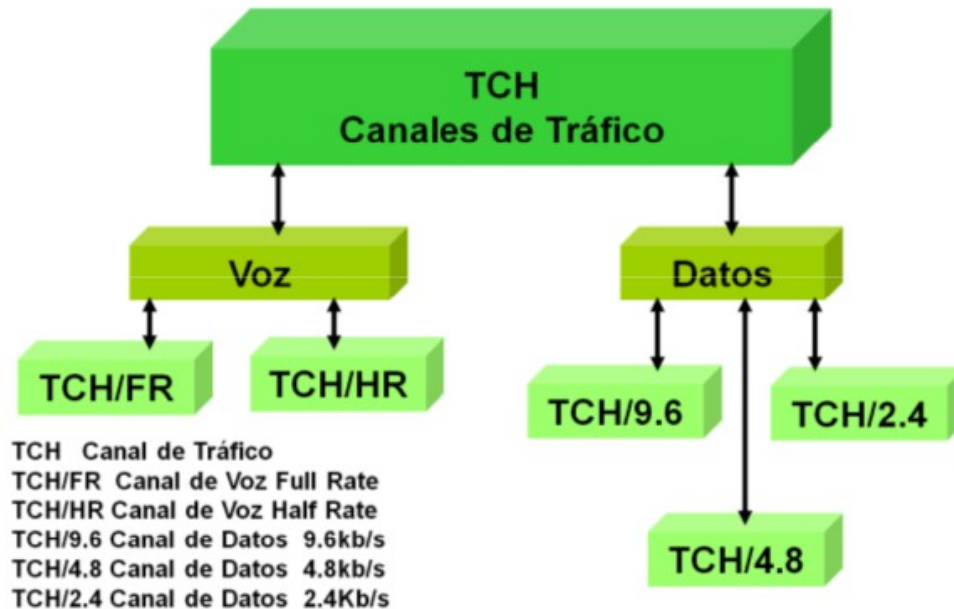 TCH
Canales de Tráfico
Voz
Datos
TCH/FR
TCH/HR
TCH/9.6
TCH/2.4
TCH/4.8
TCH Canal de Tráfico
TCH/FR Canal de Voz Full Rate
TCH/HR Canal de Voz Half Rate
TCH/9.6 Canal de Datos 9.6kb/s
TCH/4.8 Canal de Datos 4.8kb/s
TCH/2.4 Canal de Datos 2.4Kb/s